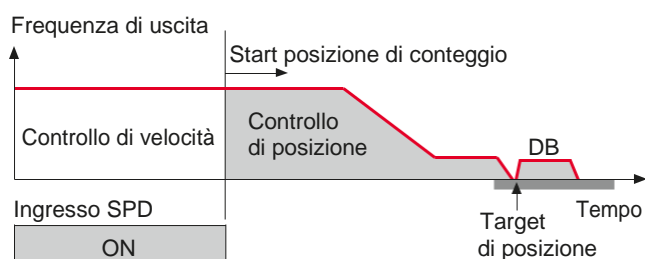 Frequenza di uscita
Start posizione di conteggio
Controllo di velocità
Controllo
di posizione
DB
Ingresso SPD
ON
Target
di posizione
Tempo